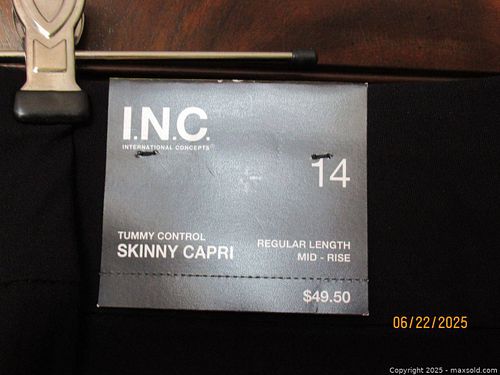 I.N.C.
INTERNATIONAL CONCEPTS®
14
TUMMY CONTROL
SKINNY CAPRI
REGULAR LENGTH
MID - RISE
$49.50
06/22/2025
Copyright 2025 - maxsold.com